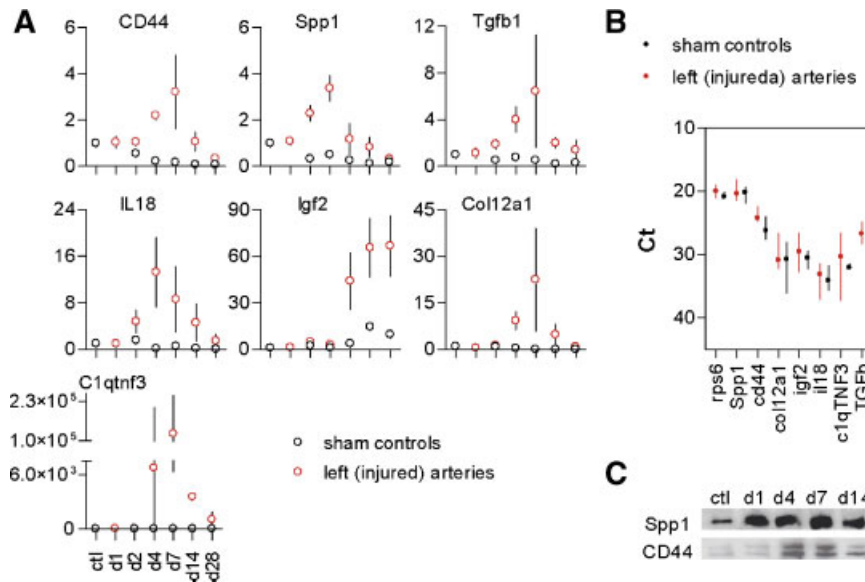 A
CD44
Spp1
Tgfb1
6
4
2
0
6
4
2
0
12
8
4
0
IL18
Igf2
Col12a1
24
16
8
0
90
60
30
0
45
30
15
0
C1qtnf3
2.3×10⁵
1.0×10⁵
6.0×10³
0
ctl
d1
d2
d4
d7
d14
d28
sham controls
left (injured) arteries
B
sham controls
left (injureda) arteries
Ct
10
20
30
40
rps6
Spp1
cd44
col12a1
igf2
il18
c1qTNF3
TGFb
C
ctl d1 d4 d7 d14
Spp1
CD44